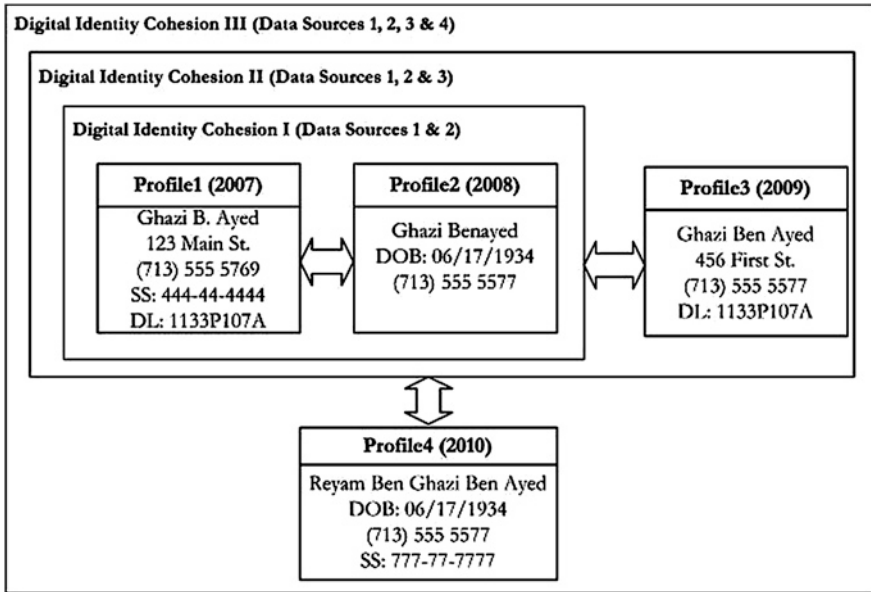 Digital Identity Cohesion III (Data Sources 1, 2, 3 & 4)
Digital Identity Cohesion II (Data Sources 1, 2 & 3)
Digital Identity Cohesion I (Data Sources 1 & 2)
Profile1 (2007)
Ghazi B. Ayed
123 Main St.
(713) 555 5769
SS: 444-44-4444
DL: 1133P107A
Profile2 (2008)
Ghazi Benayed
DOB: 06/17/1934
(713) 555 5577
Profile3 (2009)
Ghazi Ben Ayed
456 First St.
(713) 555 5577
DL: 1133P107A
Profile4 (2010)
Reyam Ben Ghazi Ben Ayed
DOB: 06/17/1934
(713) 555 5577
SS: 777-77-7777